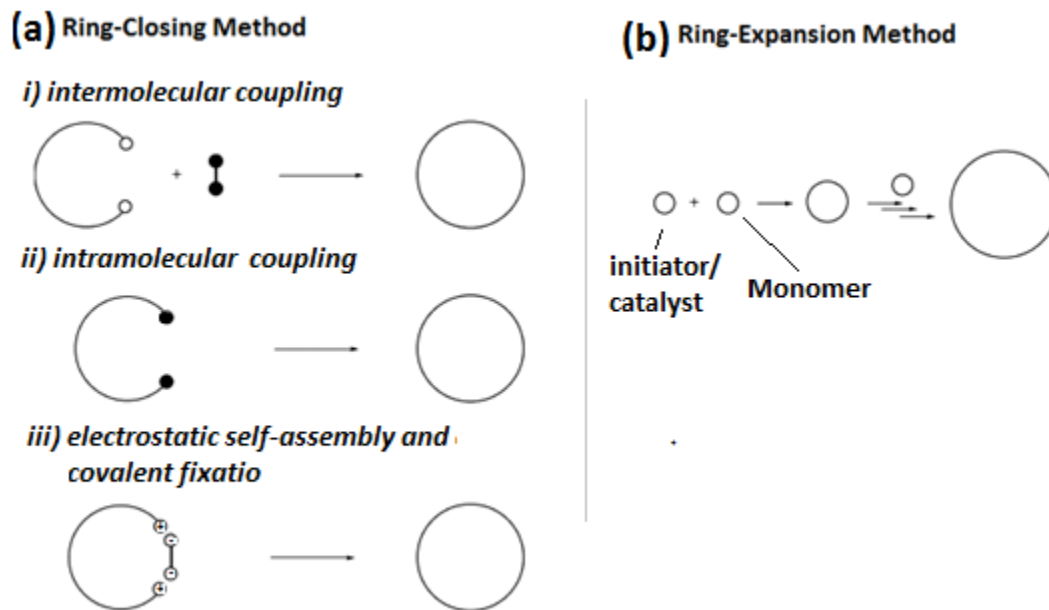 (a) Ring-Closing Method
i) intermolecular coupling
+
ii) intramolecular coupling
iii) electrostatic self-assembly and
covalent fixatio
+
-
-
+
(b) Ring-Expansion Method
+
initiator/
catalyst
Monomer